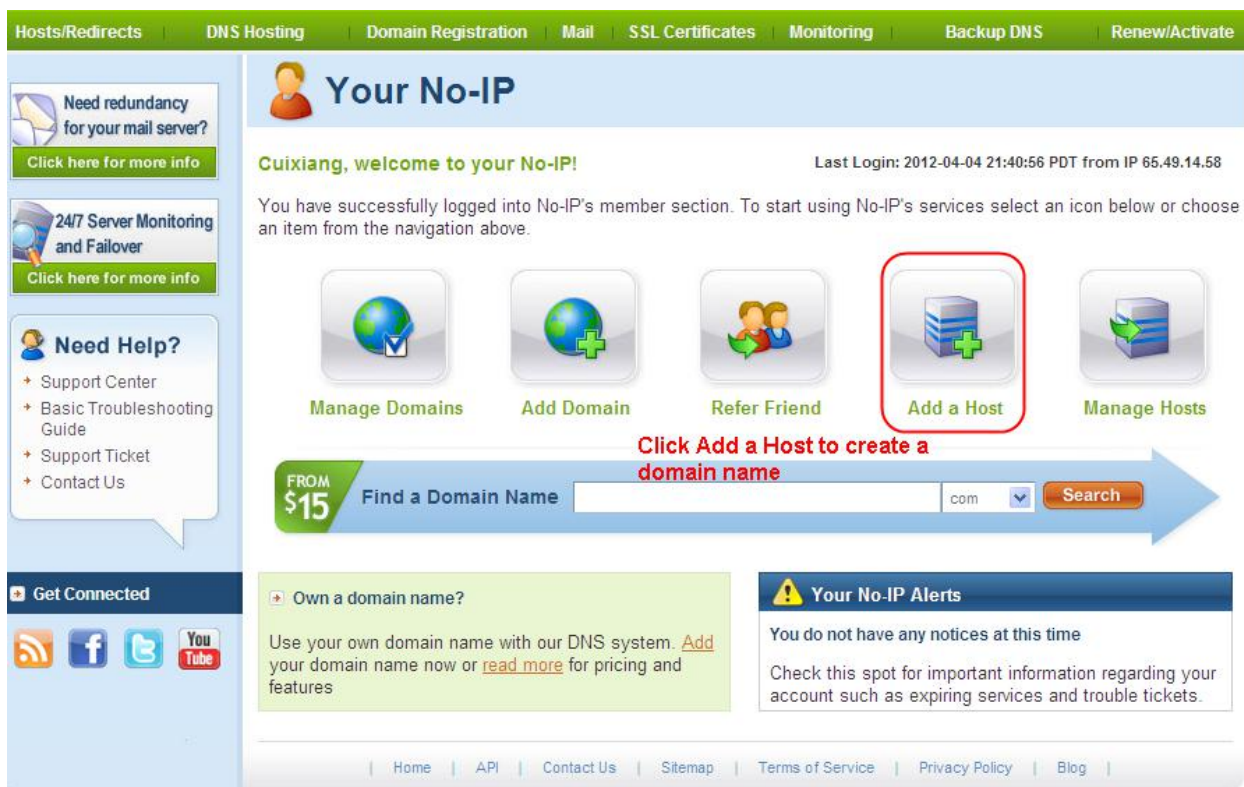 Hosts/Redirects DNS Hosting Domain Registration Mail SSL Certificates Monitoring Backup DNS Renew/Activate
Need redundancy
for your mail server?
Click here for more info
24/7 Server Monitoring
and Failover
Click here for more info
Need Help?
Support Center
Basic Troubleshooting
Guide
Support Ticket
Contact Us
Get Connected
You
Tube
Your No-IP
Cuixiang, welcome to your No-IP!
Last Login: 2012-04-04 21:40:56 PDT from IP 65.49.14.58
You have successfully logged into No-IP's member section. To start using No-IP's services select an icon below or choose
an item from the navigation above.
Manage Domains
Add Domain
Refer Friend
Add a Host
Manage Hosts
Click Add a Host to create a
domain name
FROM
$15
Find a Domain Name
com
Search
Own a domain name?
Use your own domain name with our DNS system. Add
your domain name now or read more for pricing and
features
Your No-IP Alerts
You do not have any notices at this time
Check this spot for important information regarding your
account such as expiring services and trouble tickets.
| Home | API | Contact Us | Sitemap | Terms of Service | Privacy Policy | Blog |